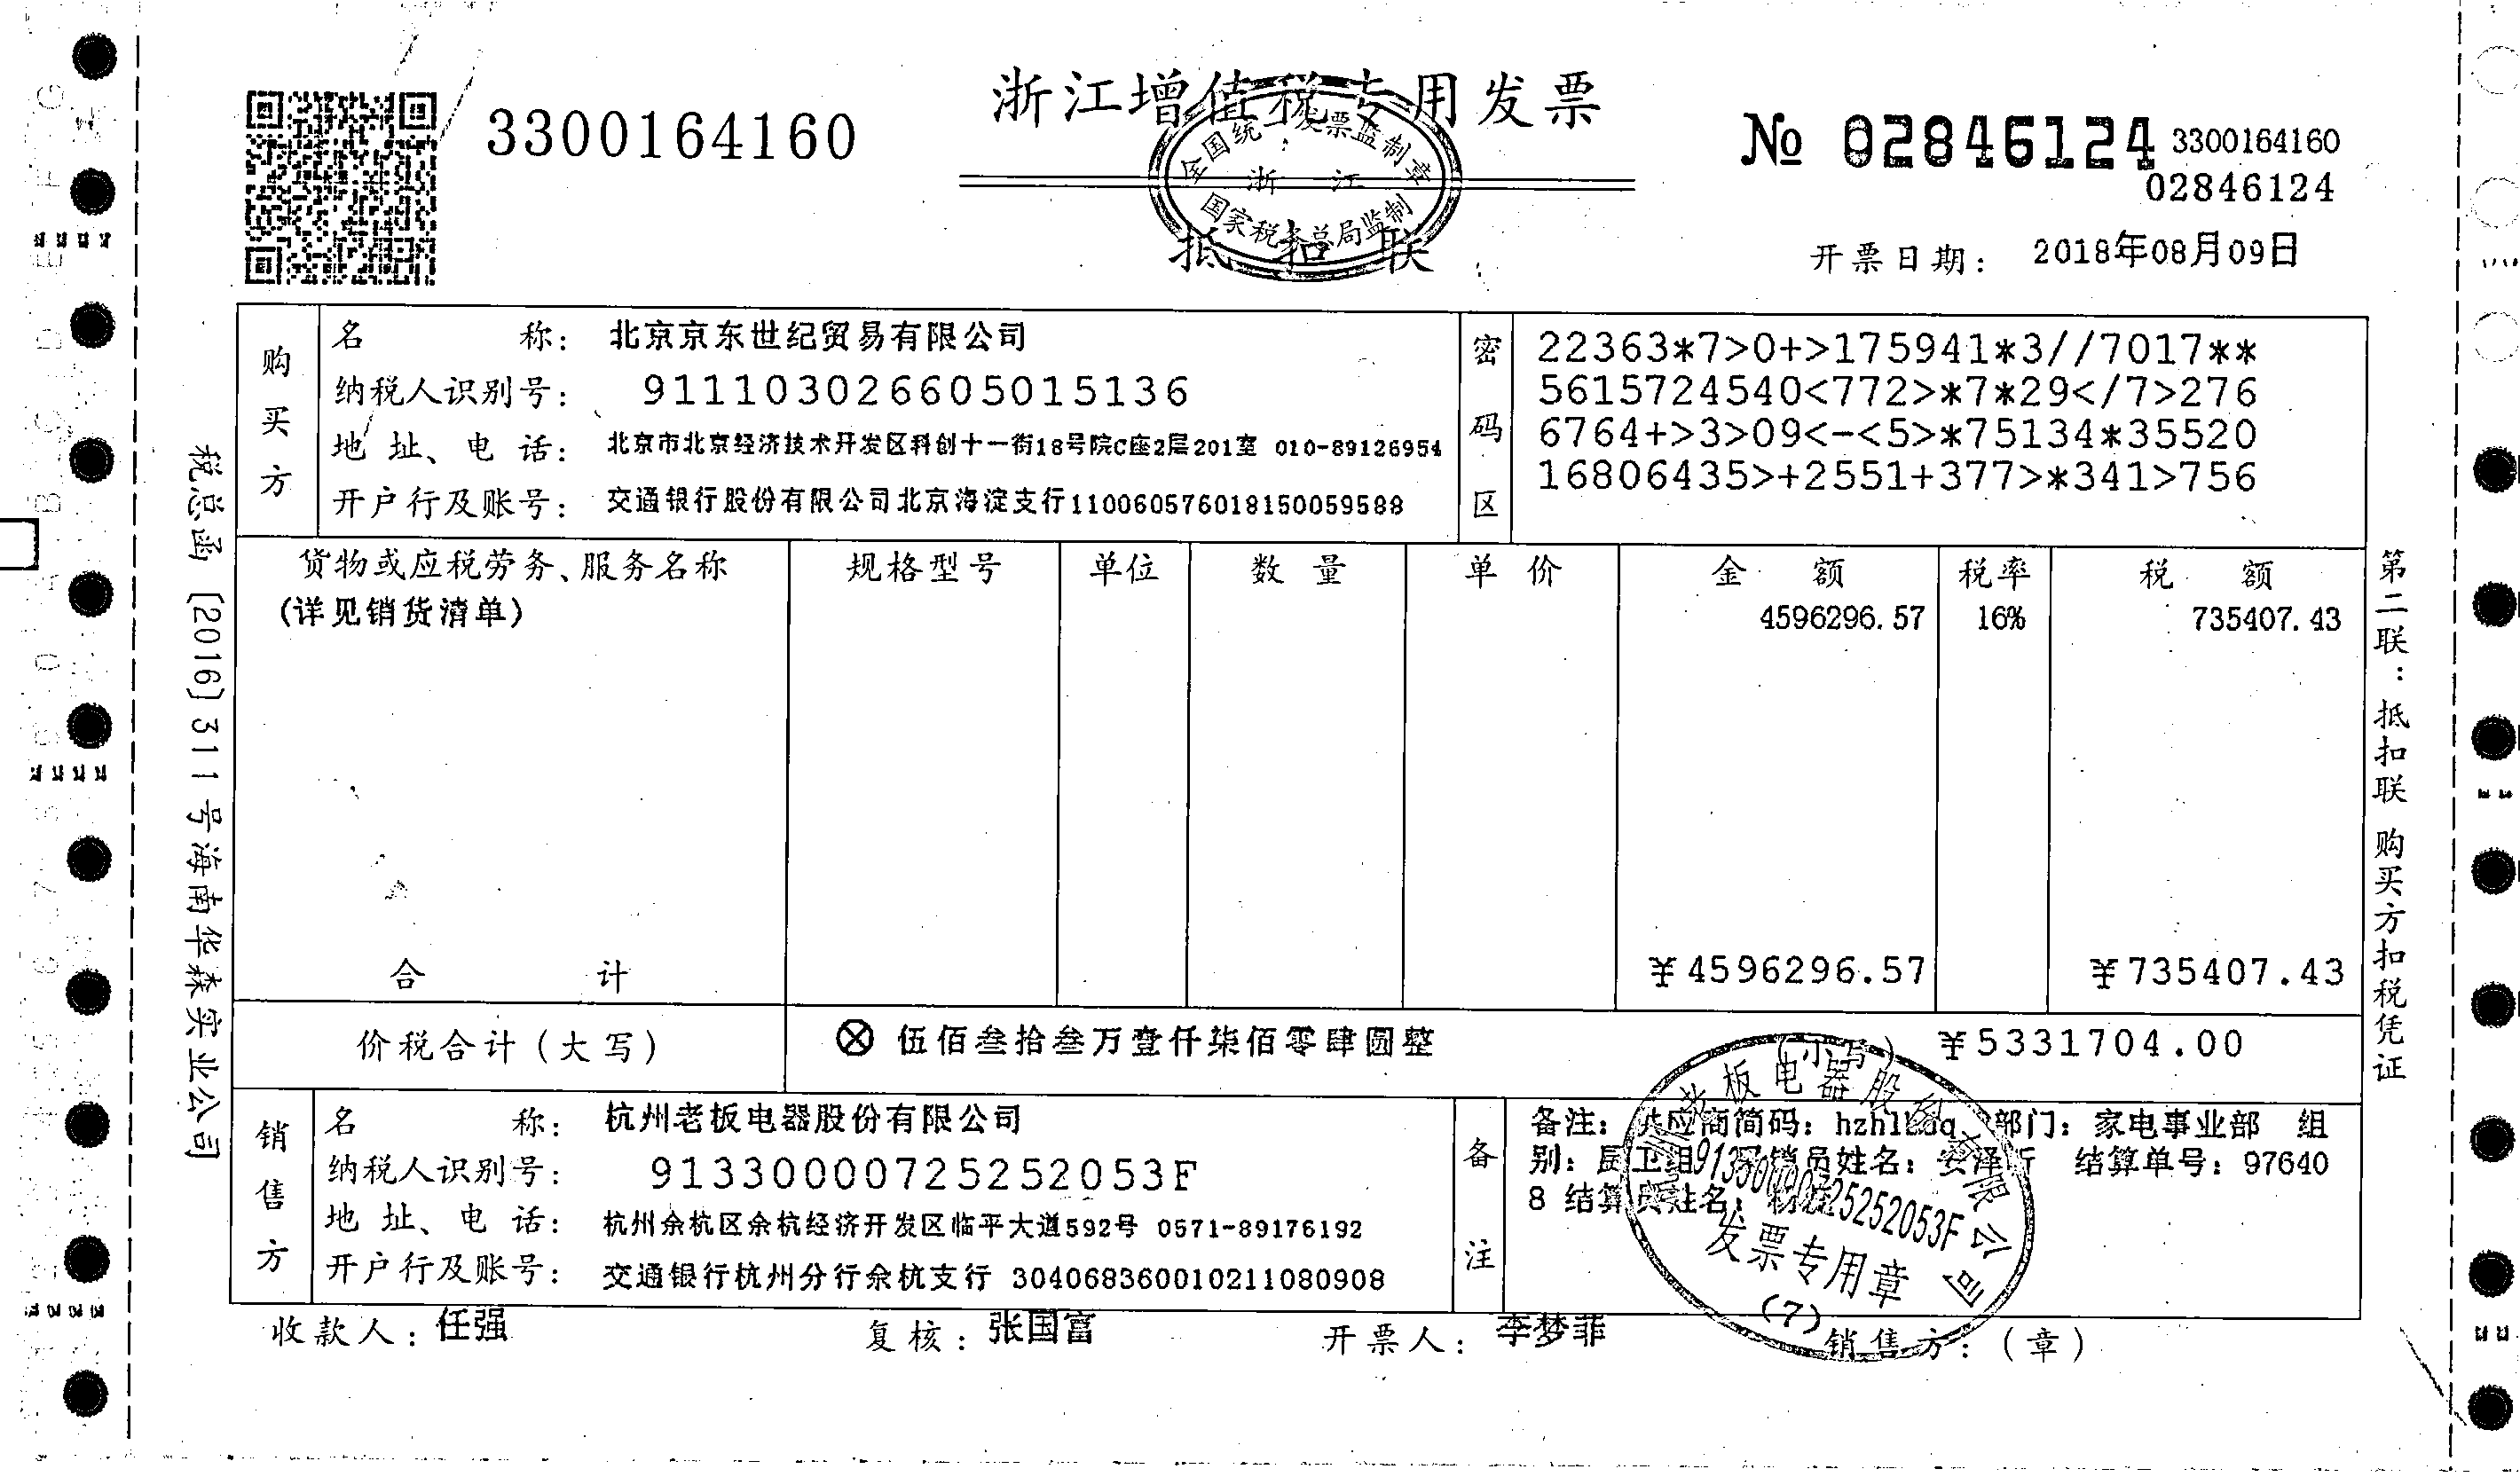 浙江增值税专用发票
3300164160
№ 02846124
3300164160
02846124
全国统一发票监制章
浙 江
国家税务总局监制
抵 扣 联
开票日期: 2018年08月09日
购买方
名 称: 北京京东世纪贸易有限公司
纳税人识别号: 911103026605015136
地 址、电 话: 北京市北京经济技术开发区科创十一街18号院C座2层201室 010-89126954
开户行及账号: 交通银行股份有限公司北京海淀支行110060576018150059588
密码区
22363*7>0+>175941*3//7017**
5615724540<772>*7*29</7>276
6764+>3>09<-<5>*75134*35520
16806435>+2551+377>*341>756
货物或应税劳务、服务名称 规格型号 单位 数 量 单 价 金 额 税率 税 额
(详见销货清单) 4596296.57 16% 735407.43
合 计 ¥4596296.57 ¥735407.43
价税合计(大写) ⊗ 伍佰叁拾叁万壹仟柒佰零肆圆整 (小写) ¥5331704.00
销售方
名 称: 杭州老板电器股份有限公司
纳税人识别号: 91330000725252053F
地 址、电 话: 杭州余杭区余杭经济开发区临平大道592号 0571-89176192
开户行及账号: 交通银行杭州分行余杭支行 304068360010211080908
备注
备注: 供应商简码: 部门: 家电事业部 组
别: 厨卫组 采销员姓名: 结算单号: 97640
8 结算员姓名:
老板电器股份有限公司
91330000725252053F
发票专用章
(7)
收款人: 任强 复核: 张国富 开票人: 李梦菲 销售方: (章)
税总函[2016]311号海南华森实业公司
第二联: 抵扣联 购买方扣税凭证